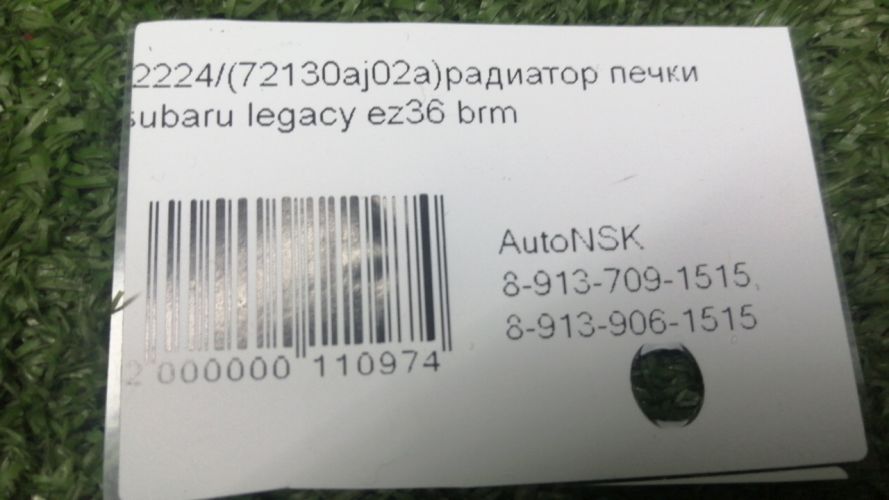 2224/(72130aj02a)радиатор печки
subaru legacy ez36 brm
AutoNSK
8-913-709-1515,
8-913-906-1515
2 000000 110974